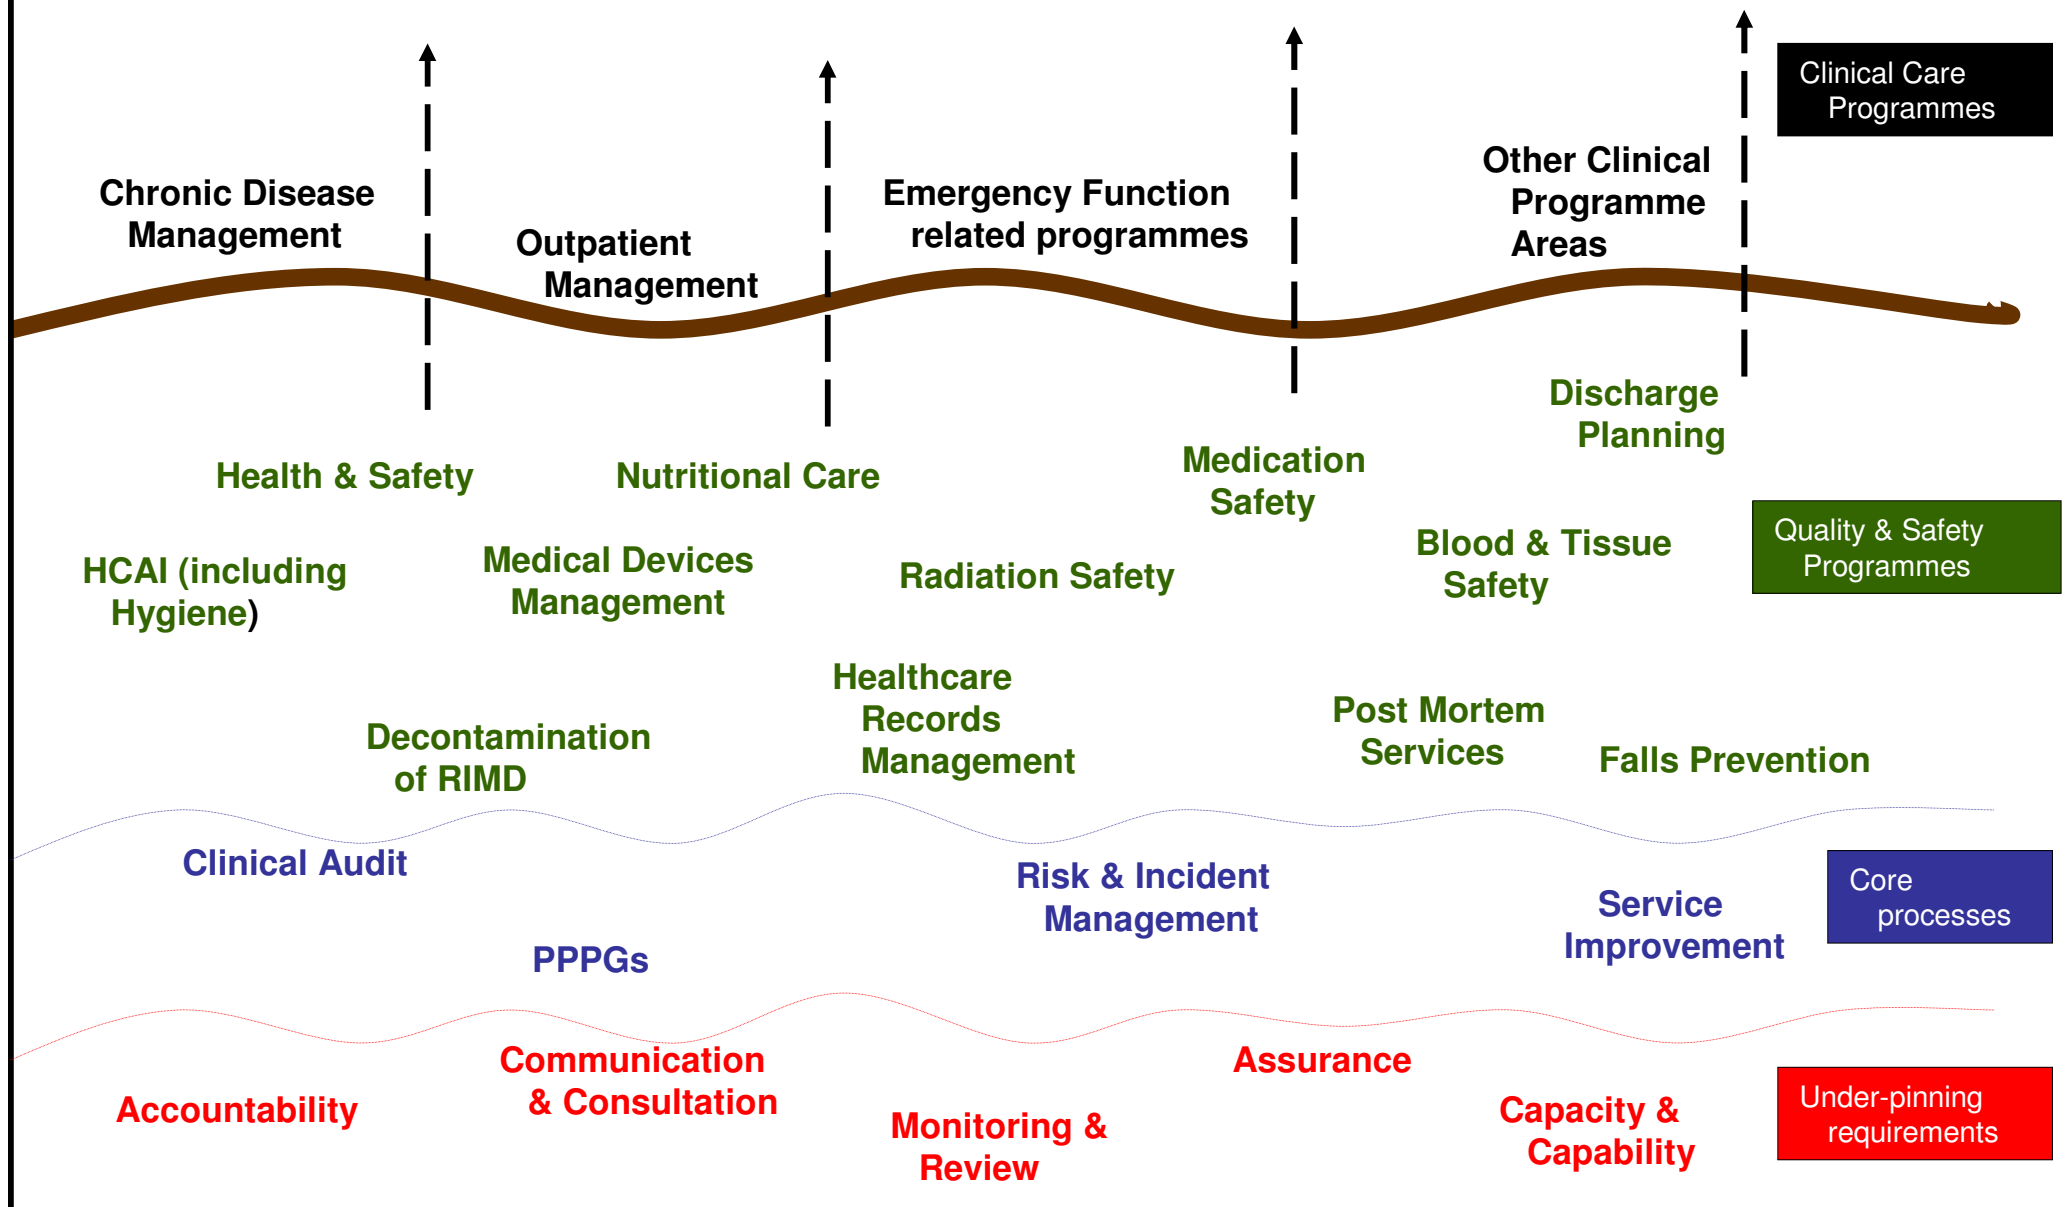 Clinical Care
Programmes
Chronic Disease
Management
Outpatient
Management
Emergency Function
related programmes
Other Clinical
Programme
Areas
Discharge
Planning
Health & Safety
Nutritional Care
Medication
Safety
Quality & Safety
Programmes
HCAI (including
Hygiene)
Medical Devices
Management
Radiation Safety
Blood & Tissue
Safety
Decontamination
of RIMD
Healthcare
Records
Management
Post Mortem
Services
Falls Prevention
Clinical Audit
PPPGs
Risk & Incident
Management
Service
Improvement
Core
processes
Accountability
Communication
& Consultation
Monitoring &
Review
Assurance
Capacity &
Capability
Under-pinning
requirements